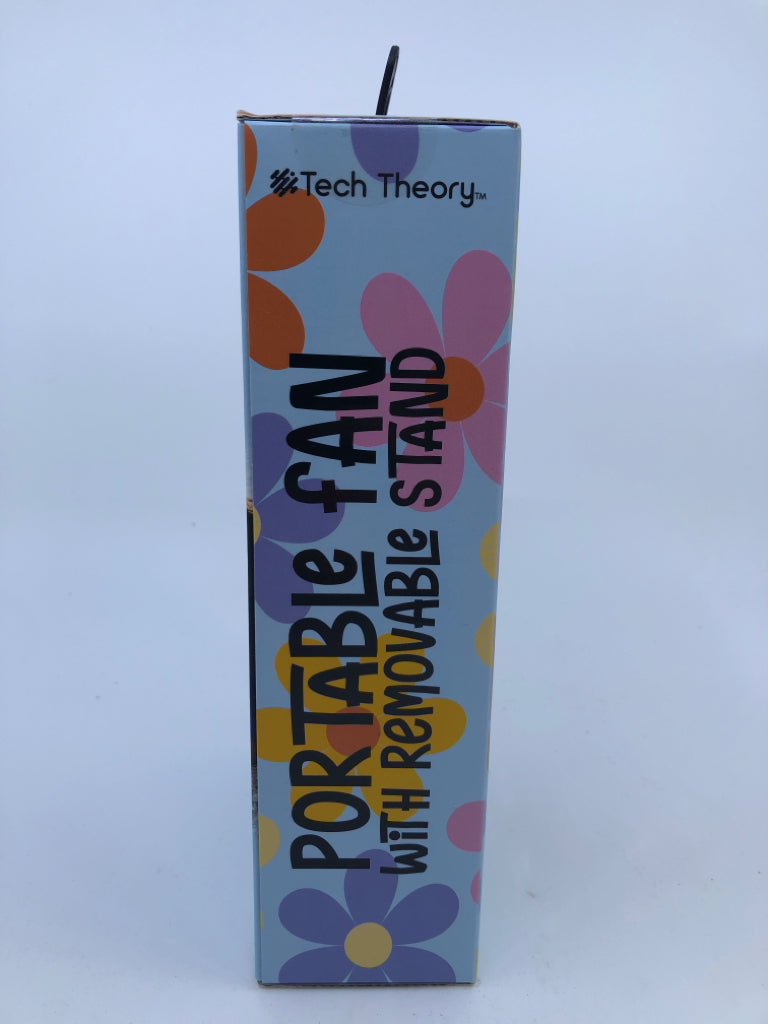 Tech Theory™
PORTABLe fAN
WiTH ReMOVABLe STAND